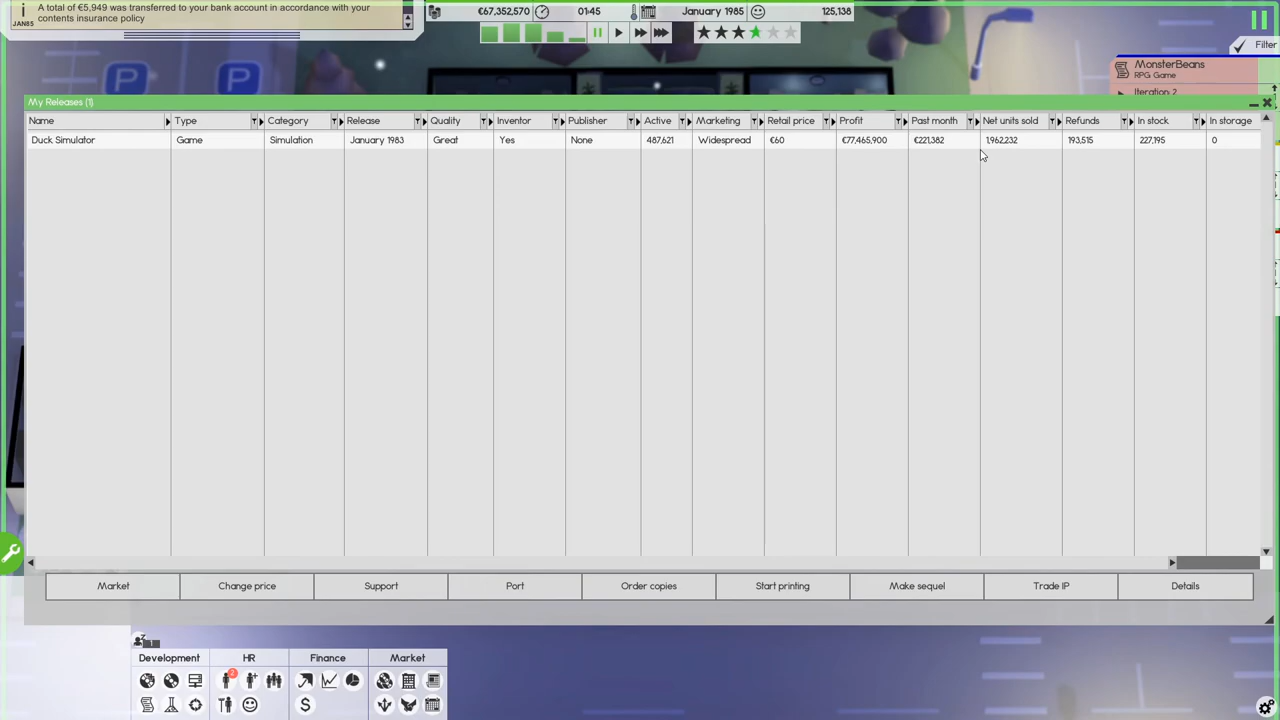 A total of €5,949 was transferred to your bank account in accordance with your
JAN85 contents insurance policy
€67,352,570 01:45 January 1985 125,138
Filter
MonsterBeans
RPG Game
Iteration: 2
My Releases (1)
Name Type Category Release Quality Inventor Publisher Active Marketing Retail price Profit Past month Net units sold Refunds In stock In storage
Duck Simulator Game Simulation January 1983 Great Yes None 487,621 Widespread €60 €77,465,900 €221,382 1,962,232 193,515 227,195 0
Market Change price Support Port Order copies Start printing Make sequel Trade IP Details
Development HR Finance Market
2